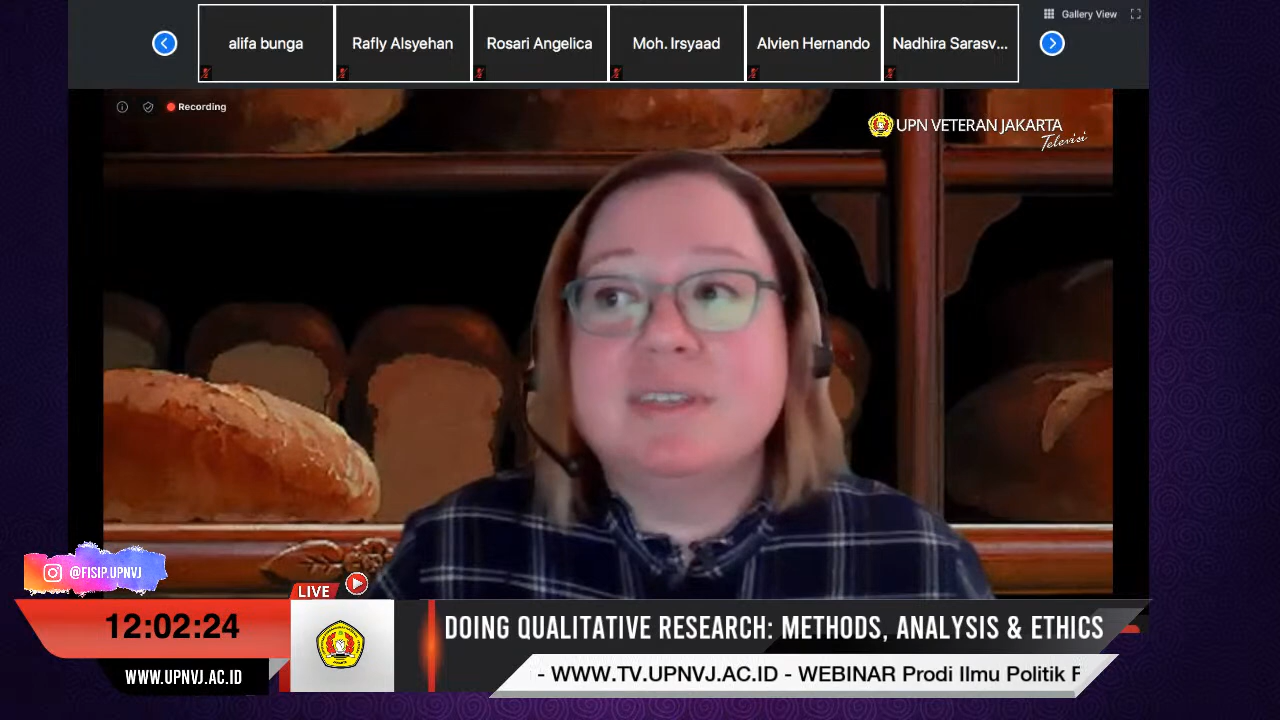 Gallery View
alifa bunga
Rafly Alsyehan
Rosari Angelica
Moh. Irsyaad
Alvien Hernando
Nadhira Sarasv...
Recording
UPN VETERAN JAKARTA
Televisi
@FISIP.UPNVJ
LIVE
12:02:24
DOING QUALITATIVE RESEARCH: METHODS, ANALYSIS & ETHICS
WWW.UPNVJ.AC.ID
- WWW.TV.UPNVJ.AC.ID - WEBINAR Prodi Ilmu Politik F